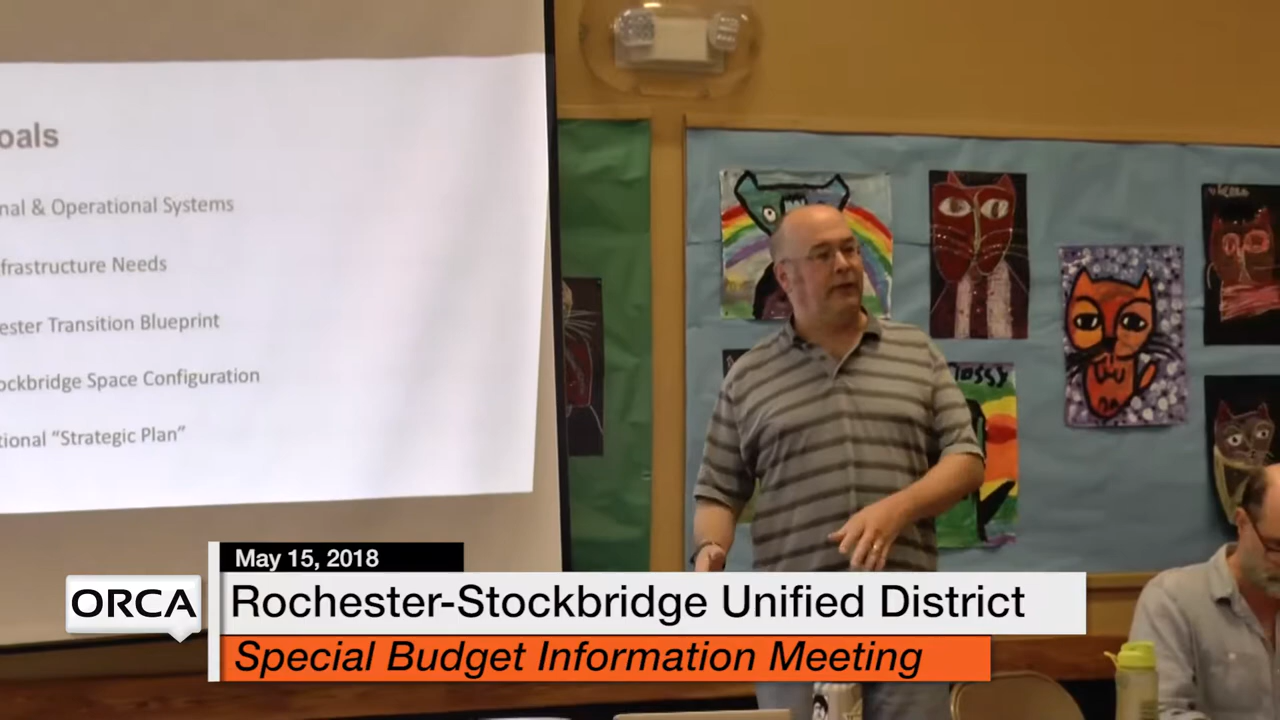 oals
nal & Operational Systems
frastructure Needs
ester Transition Blueprint
ockbridge Space Configuration
tional “Strategic Plan”
May 15, 2018
ORCA
Rochester-Stockbridge Unified District
Special Budget Information Meeting